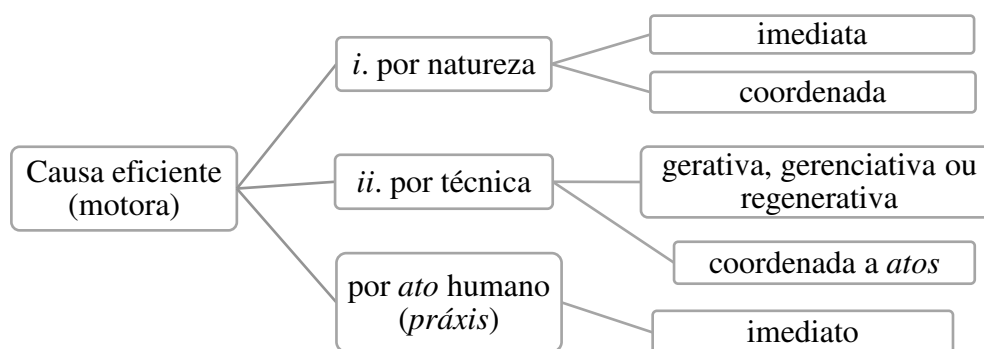 Causa eficiente
(motora)
i. por natureza
imediata
coordenada
ii. por técnica
gerativa, gerenciativa ou
regenerativa
coordenada a atos
por ato humano
(práxis)
imediato